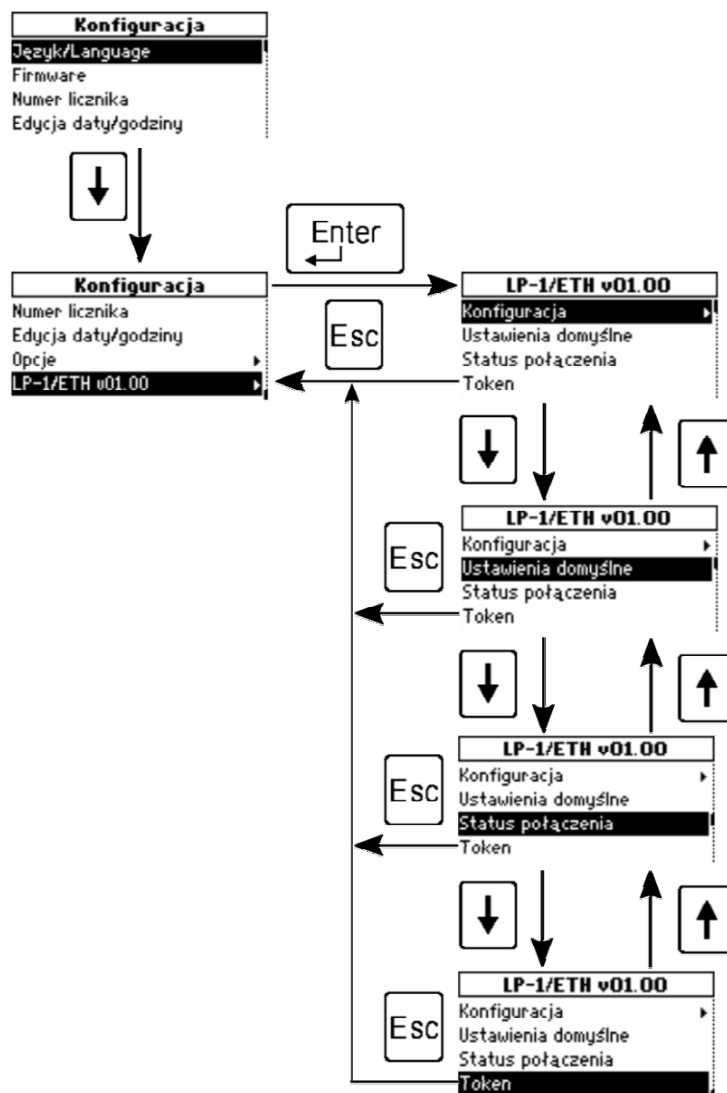 Konfiguracja
Język/Language
Firmware
Numer licznika
Edycja daty/godziny
Enter
Konfiguracja
Numer licznika
Edycja daty/godziny
Opcje
LP-1/ETH v01.00
Esc
LP-1/ETH v01.00
Konfiguracja
Ustawienia domyślne
Status połączenia
Token
Esc
LP-1/ETH v01.00
Konfiguracja
Ustawienia domyślne
Status połączenia
Token
Esc
LP-1/ETH v01.00
Konfiguracja
Ustawienia domyślne
Status połączenia
Token
Esc
LP-1/ETH v01.00
Konfiguracja
Ustawienia domyślne
Status połączenia
Token